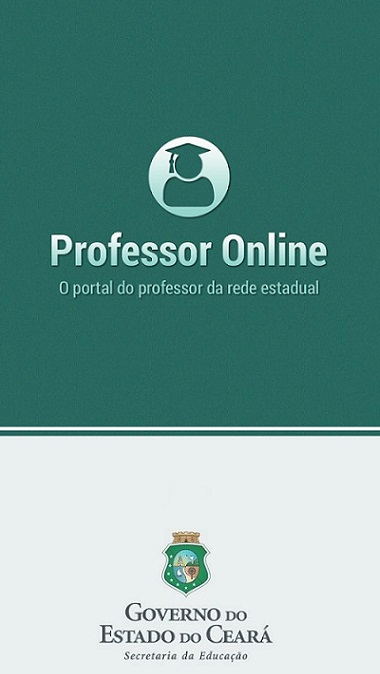 Professor Online
O portal do professor da rede estadual
GOVERNO DO
ESTADO DO CEARÁ
Secretaria da Educação